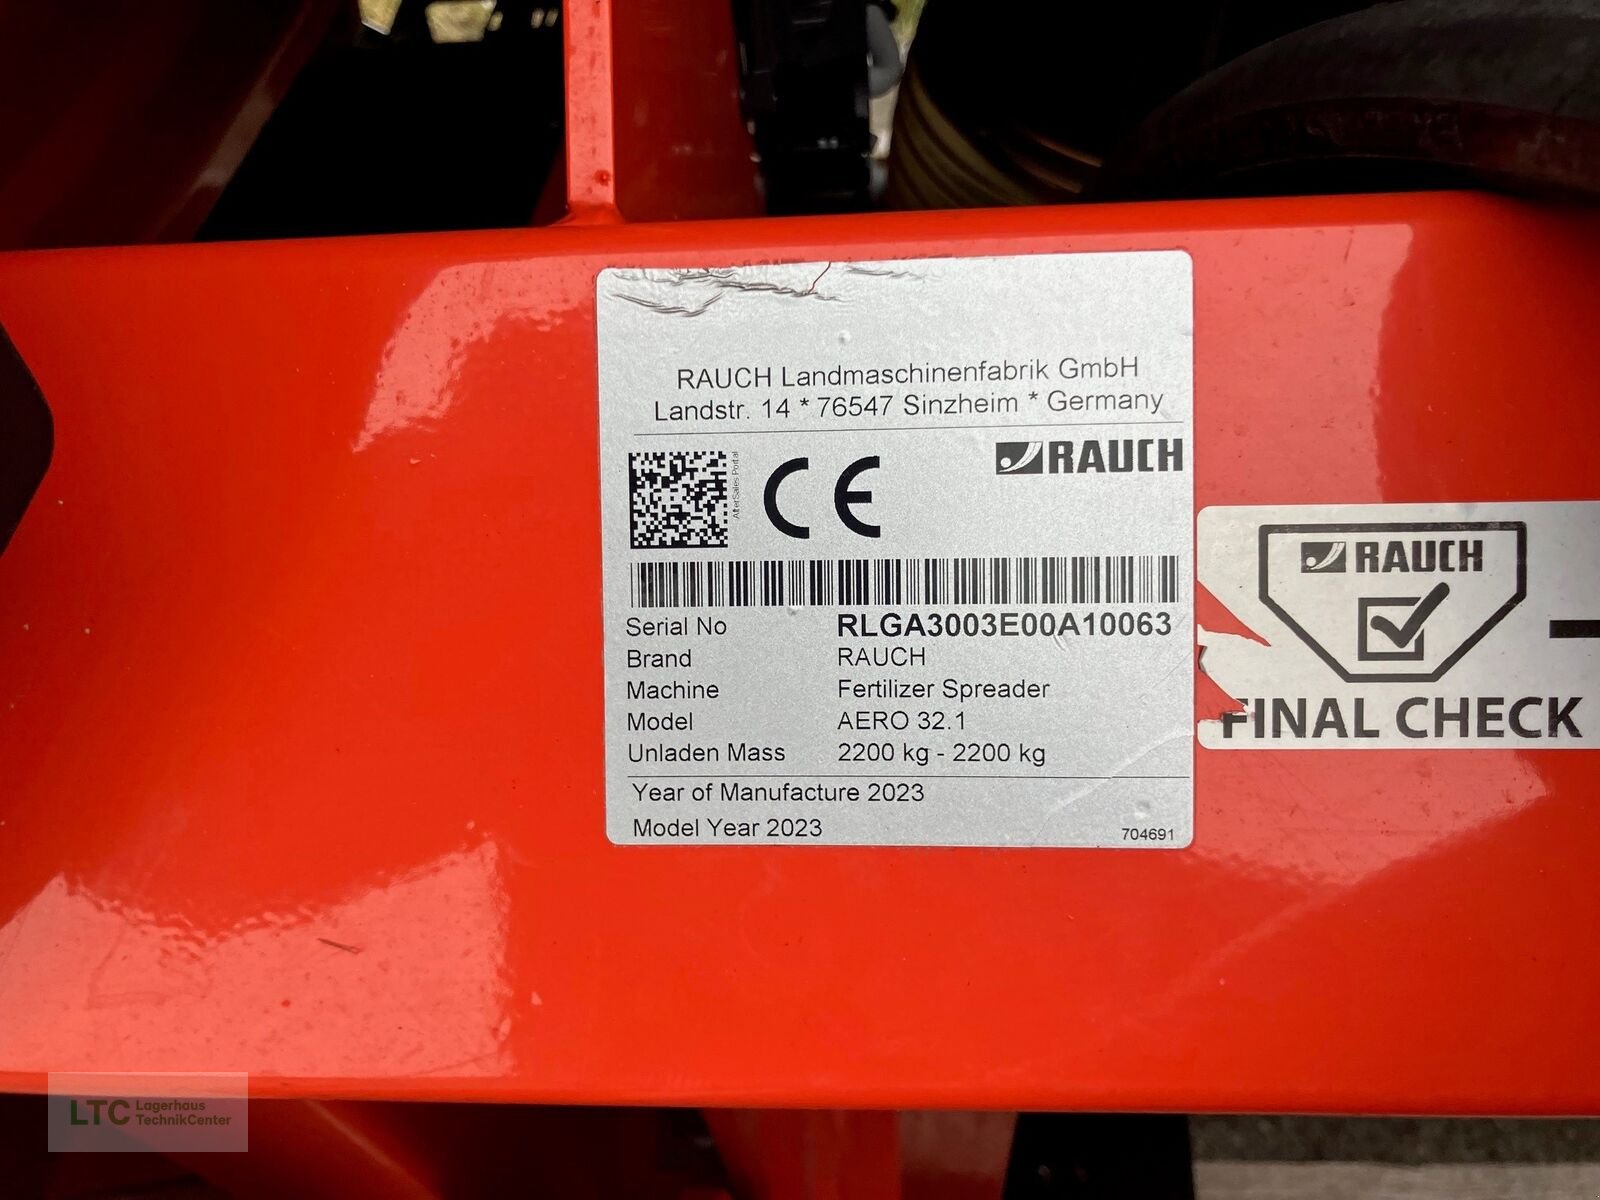 RAUCH Landmaschinenfabrik GmbH
Landstr. 14 * 76547 Sinzheim * Germany
AfterSales Portal
CE
RAUCH
Serial No RLGA3003E00A10063
Brand RAUCH
Machine Fertilizer Spreader
Model AERO 32.1
Unladen Mass 2200 kg - 2200 kg
Year of Manufacture 2023
Model Year 2023
704691
RAUCH
FINAL CHECK
LTC Lagerhaus
TechnikCenter